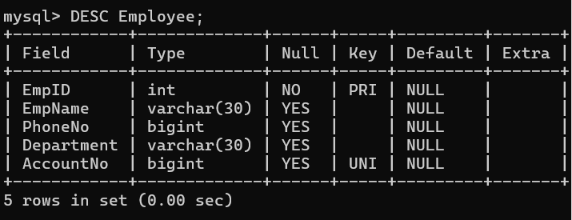 mysql> DESC Employee;
+------------+-------------+------+-----+---------+-------+
| Field      | Type        | Null | Key | Default | Extra |
+------------+-------------+------+-----+---------+-------+
| EmpID      | int         | NO   | PRI | NULL    |       |
| EmpName    | varchar(30) | YES  |     | NULL    |       |
| PhoneNo    | bigint      | YES  |     | NULL    |       |
| Department | varchar(30) | YES  |     | NULL    |       |
| AccountNo  | bigint      | YES  | UNI | NULL    |       |
+------------+-------------+------+-----+---------+-------+
5 rows in set (0.00 sec)